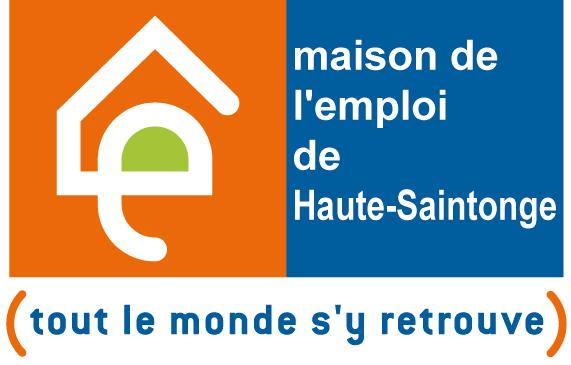 maison de
l'emploi
de
Haute-Saintonge
(tout le monde s'y retrouve)